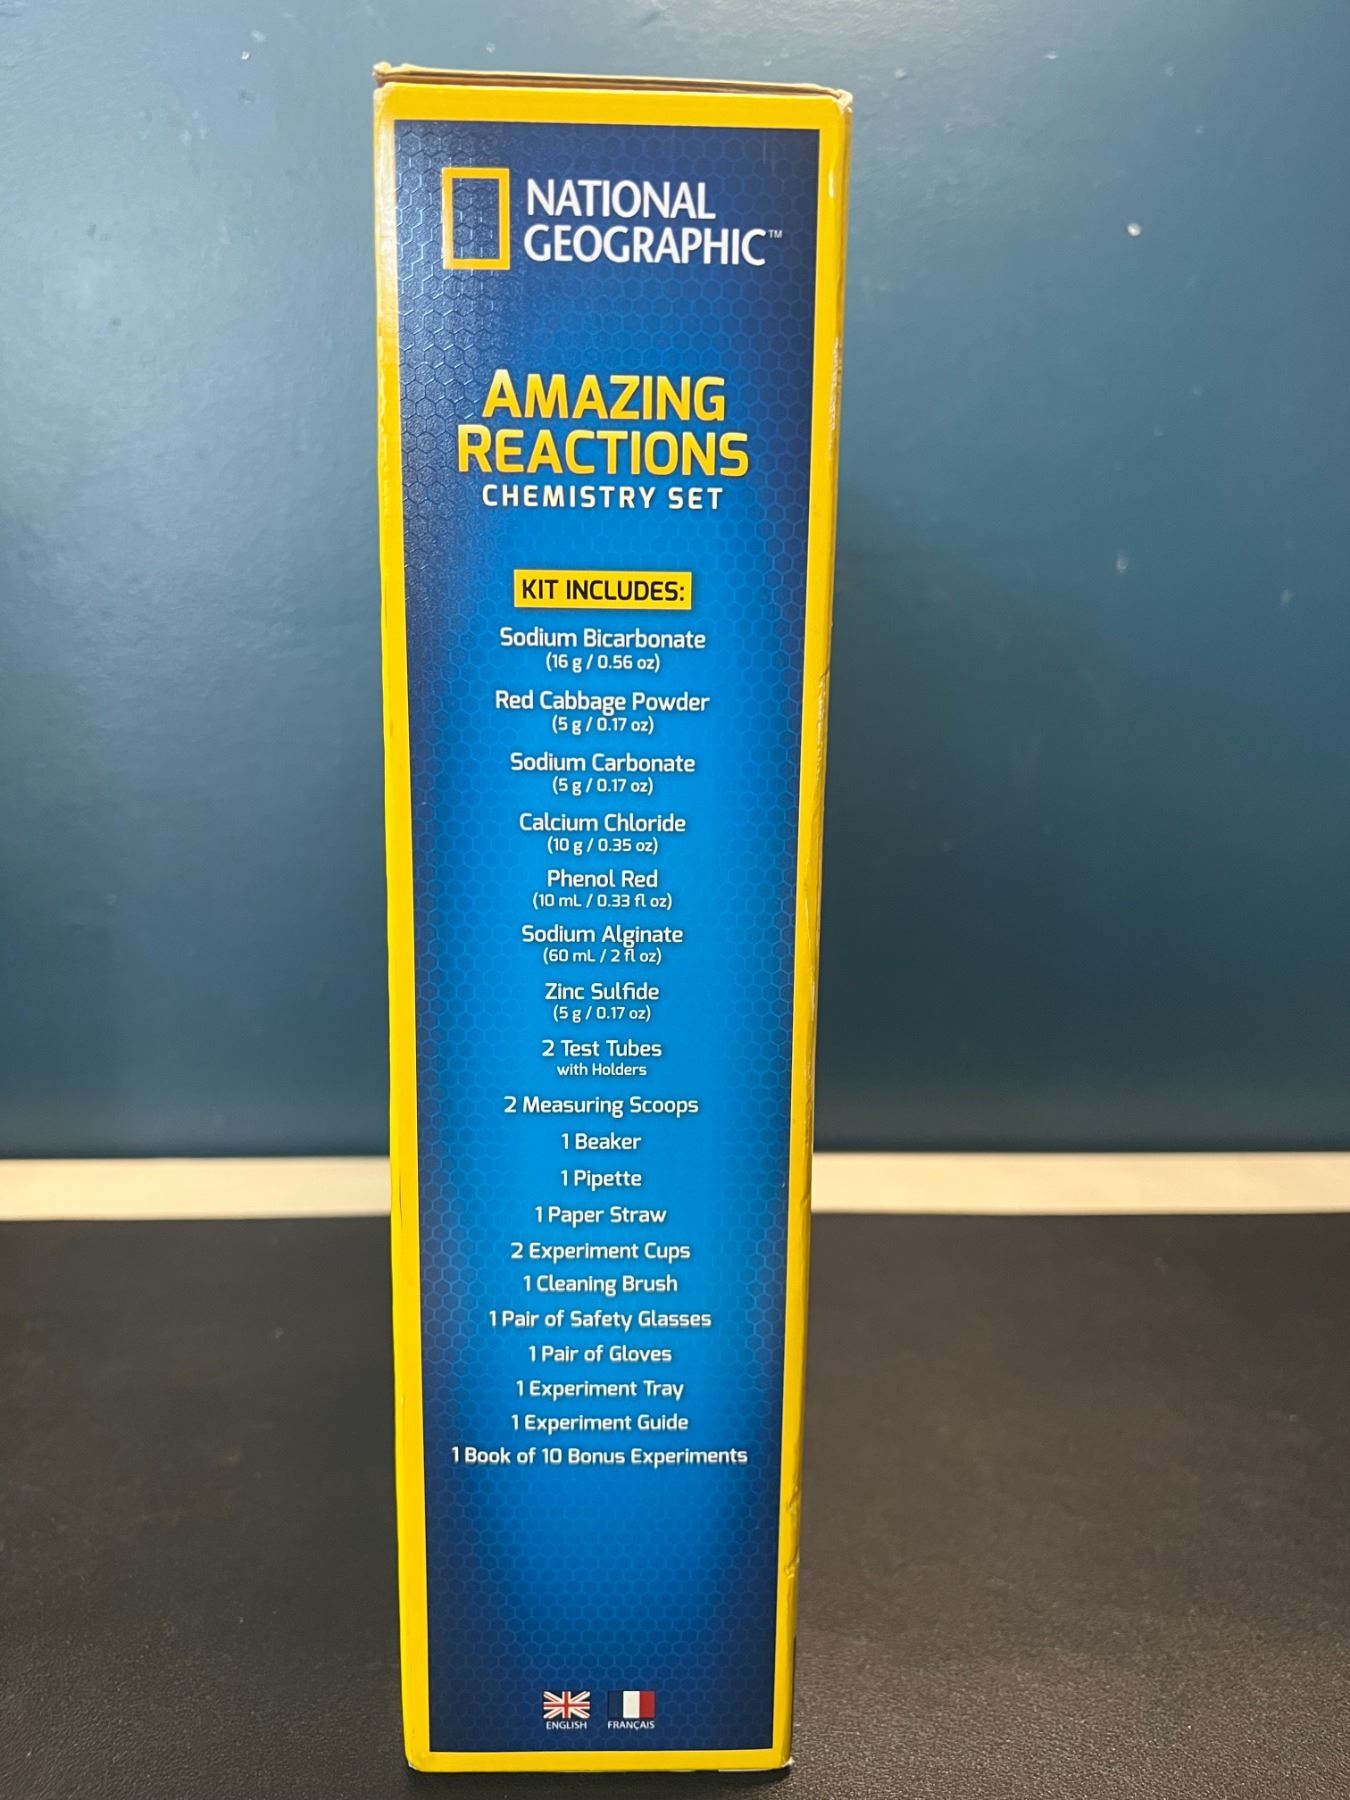 NATIONAL
GEOGRAPHIC™
AMAZING
REACTIONS
CHEMISTRY SET
KIT INCLUDES:
Sodium Bicarbonate
(16 g / 0.56 oz)
Red Cabbage Powder
(5 g / 0.17 oz)
Sodium Carbonate
(5 g / 0.17 oz)
Calcium Chloride
(10 g / 0.35 oz)
Phenol Red
(10 mL / 0.33 fl oz)
Sodium Alginate
(60 mL / 2 fl oz)
Zinc Sulfide
(5 g / 0.17 oz)
2 Test Tubes
with Holders
2 Measuring Scoops
1 Beaker
1 Pipette
1 Paper Straw
2 Experiment Cups
1 Cleaning Brush
1 Pair of Safety Glasses
1 Pair of Gloves
1 Experiment Tray
1 Experiment Guide
1 Book of 10 Bonus Experiments
ENGLISH FRANÇAIS